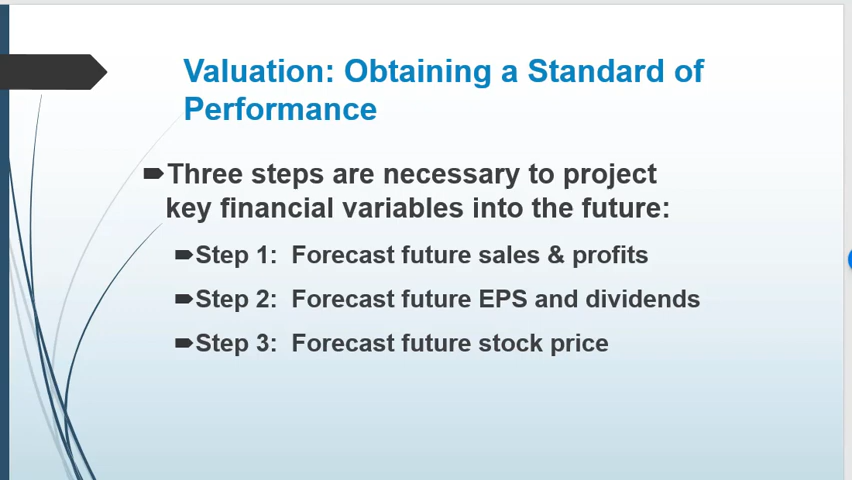 Valuation: Obtaining a Standard of
Performance
Three steps are necessary to project
key financial variables into the future:
Step 1: Forecast future sales & profits
Step 2: Forecast future EPS and dividends
Step 3: Forecast future stock price